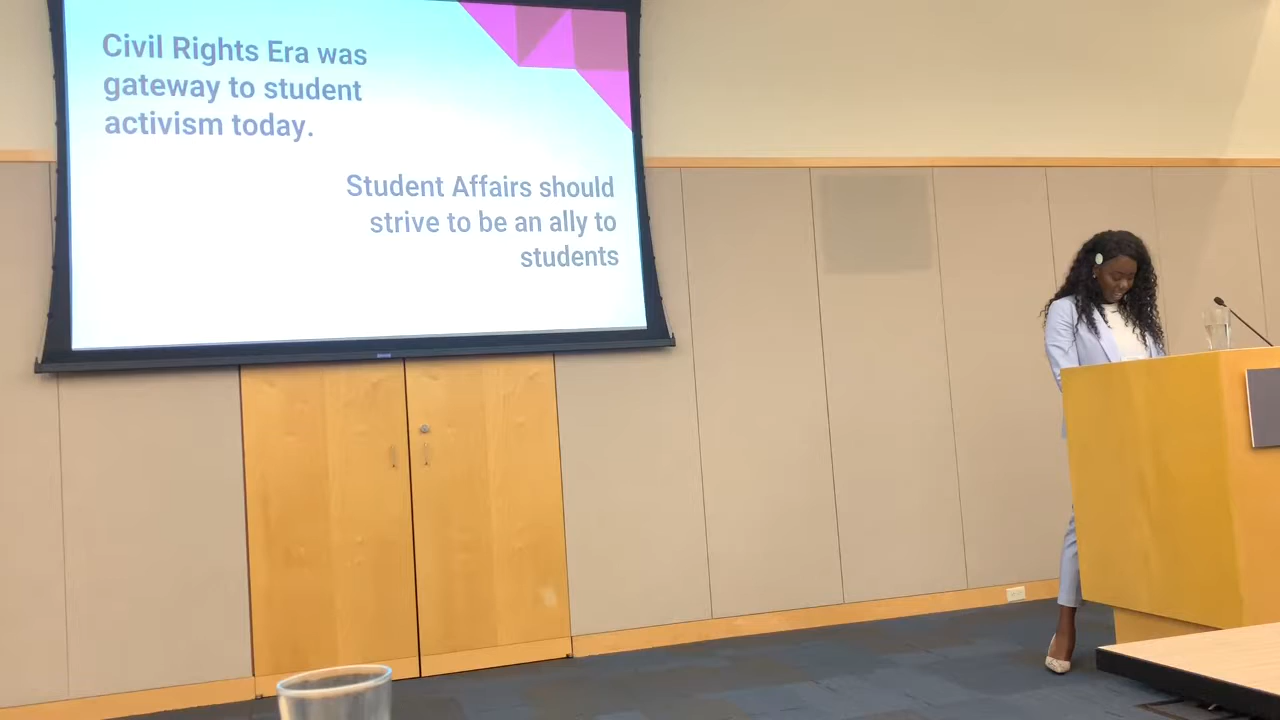 Civil Rights Era was
gateway to student
activism today.
Student Affairs should
strive to be an ally to
students